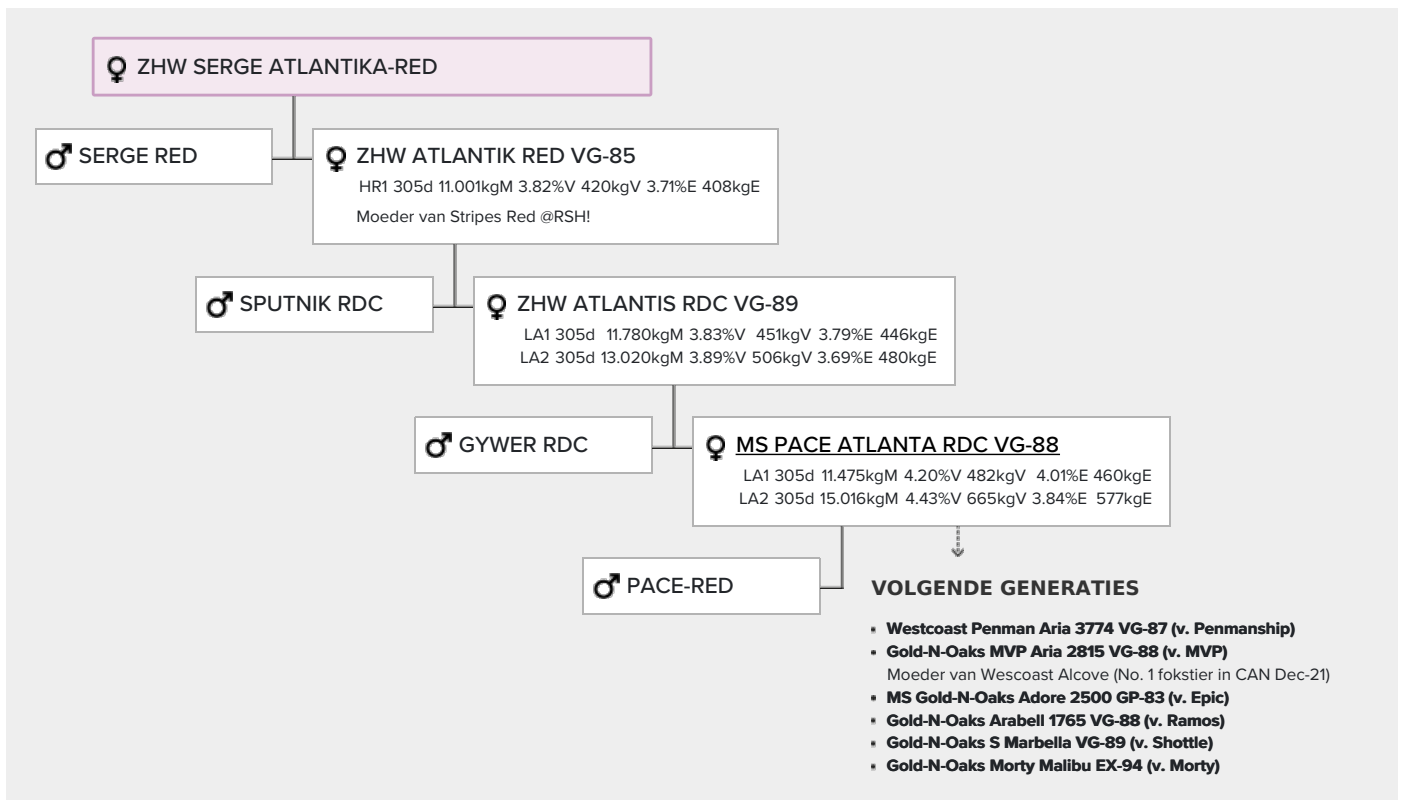 ZHW SERGE ATLANTIKA-RED
SERGE RED
ZHW ATLANTIK RED VG-85
HR1 305d 11.001kgM 3.82%V 420kgV 3.71%E 408kgE
Moeder van Stripes Red @RSH!
SPUTNIK RDC
ZHW ATLANTIS RDC VG-89
LA1 305d 11.780kgM 3.83%V 451kgV 3.79%E 446kgE
LA2 305d 13.020kgM 3.89%V 506kgV 3.69%E 480kgE
GYWER RDC
MS PACE ATLANTA RDC VG-88
LA1 305d 11.475kgM 4.20%V 482kgV 4.01%E 460kgE
LA2 305d 15.016kgM 4.43%V 665kgV 3.84%E 577kgE
PACE-RED
VOLGENDE GENERATIES
• Westcoast Penman Aria 3774 VG-87 (v. Penmanship)
• Gold-N-Oaks MVP Aria 2815 VG-88 (v. MVP)
Moeder van Wescoast Alcove (No. 1 fokstier in CAN Dec-21)
• MS Gold-N-Oaks Adore 2500 GP-83 (v. Epic)
• Gold-N-Oaks Arabell 1765 VG-88 (v. Ramos)
• Gold-N-Oaks S Marbella VG-89 (v. Shottle)
• Gold-N-Oaks Morty Malibu EX-94 (v. Morty)